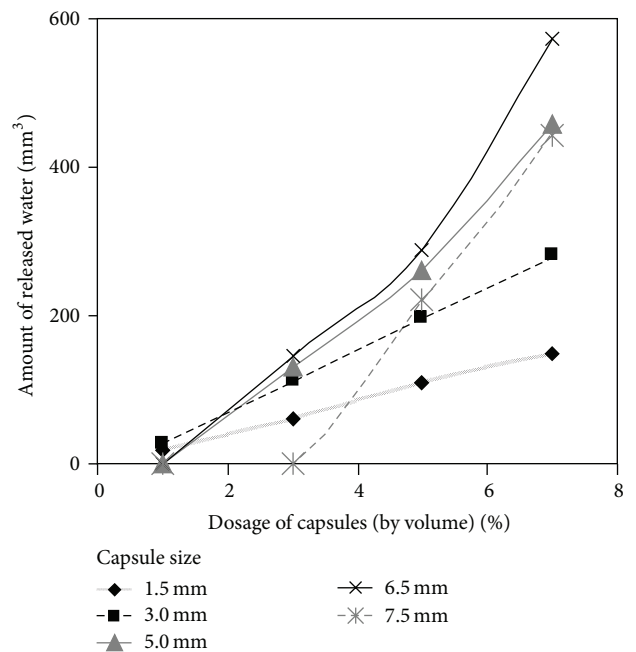 600
400
200
0
0
2
4
6
8
Amount of released water (mm³)
Dosage of capsules (by volume) (%)
Capsule size
1.5 mm
3.0 mm
5.0 mm
6.5 mm
7.5 mm